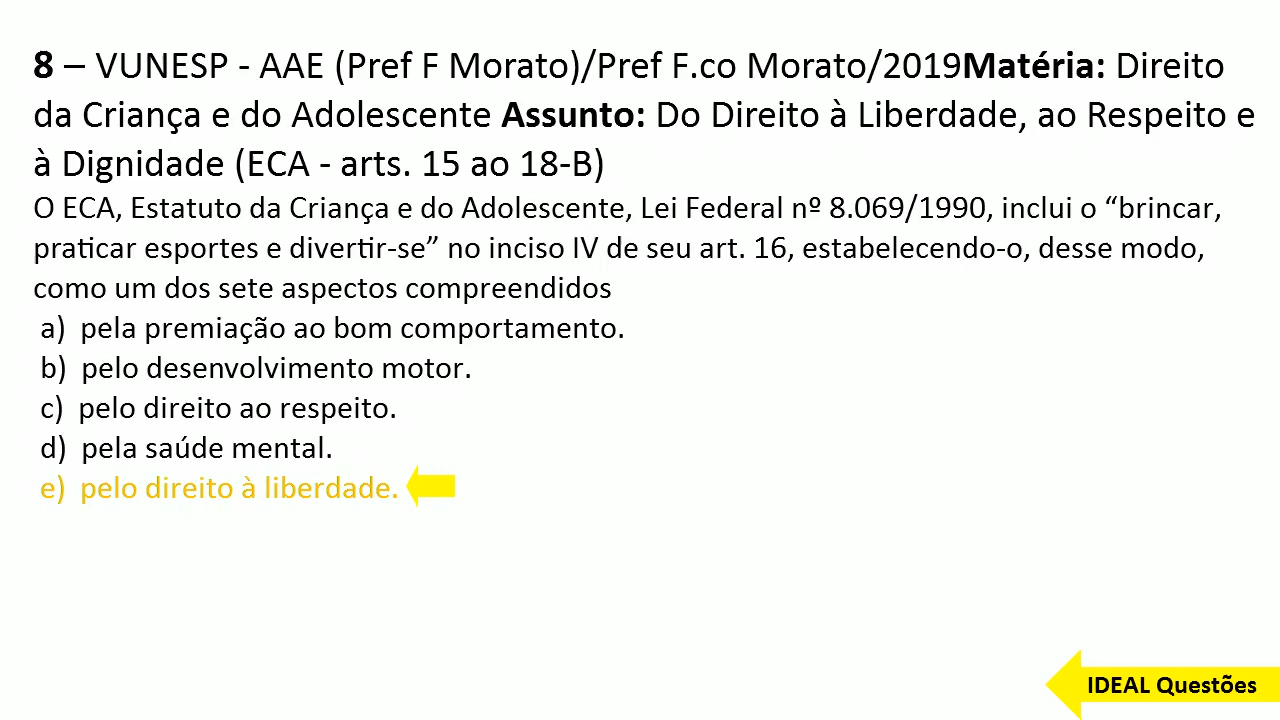 8 – VUNESP - AAE (Pref F Morato)/Pref F.co Morato/2019Matéria: Direito
da Criança e do Adolescente Assunto: Do Direito à Liberdade, ao Respeito e
à Dignidade (ECA - arts. 15 ao 18-B)
O ECA, Estatuto da Criança e do Adolescente, Lei Federal nº 8.069/1990, inclui o “brincar,
praticar esportes e divertir-se” no inciso IV de seu art. 16, estabelecendo-o, desse modo,
como um dos sete aspectos compreendidos
a) pela premiação ao bom comportamento.
b) pelo desenvolvimento motor.
c) pelo direito ao respeito.
d) pela saúde mental.
e) pelo direito à liberdade.
IDEAL Questões